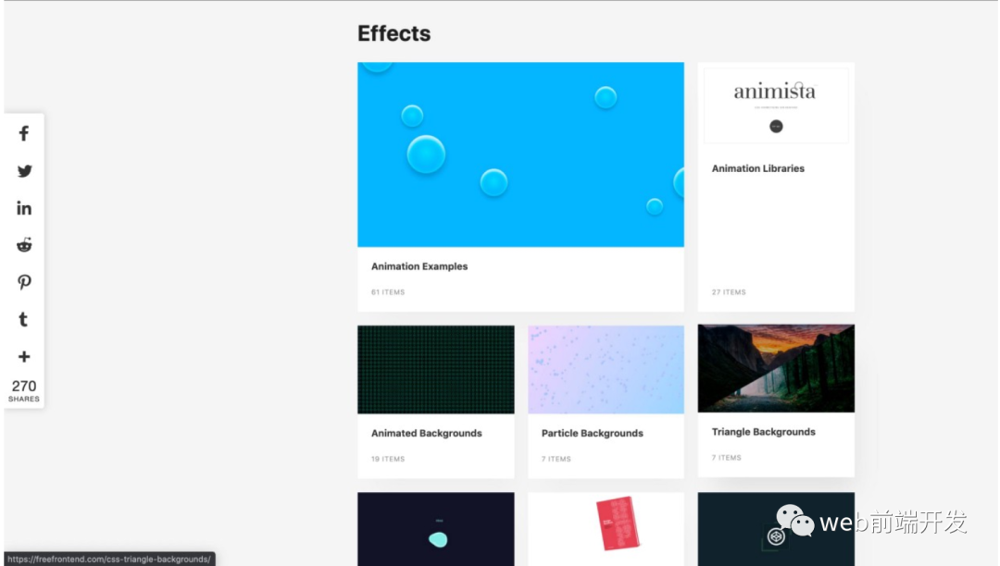 Effects
animista
Animation Libraries
Animation Examples
61 ITEMS
27 ITEMS
270
SHARES
Animated Backgrounds
19 ITEMS
Particle Backgrounds
7 ITEMS
Triangle Backgrounds
7 ITEMS
web前端开发
https://freefrontend.com/css-triangle-backgrounds/